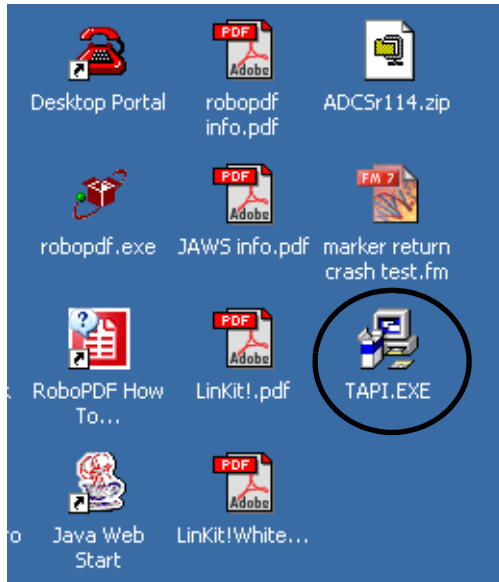 PDF
Adobe
Desktop Portal
robopdf
info.pdf
ADCSr114.zip
PDF
Adobe
FM 7
robopdf.exe
JAWS info.pdf
marker return
crash test.fm
PDF
Adobe
RoboPDF How
To...
LinKit!.pdf
TAPI.EXE
PDF
Adobe
ro
Java Web
Start
LinKit!White...